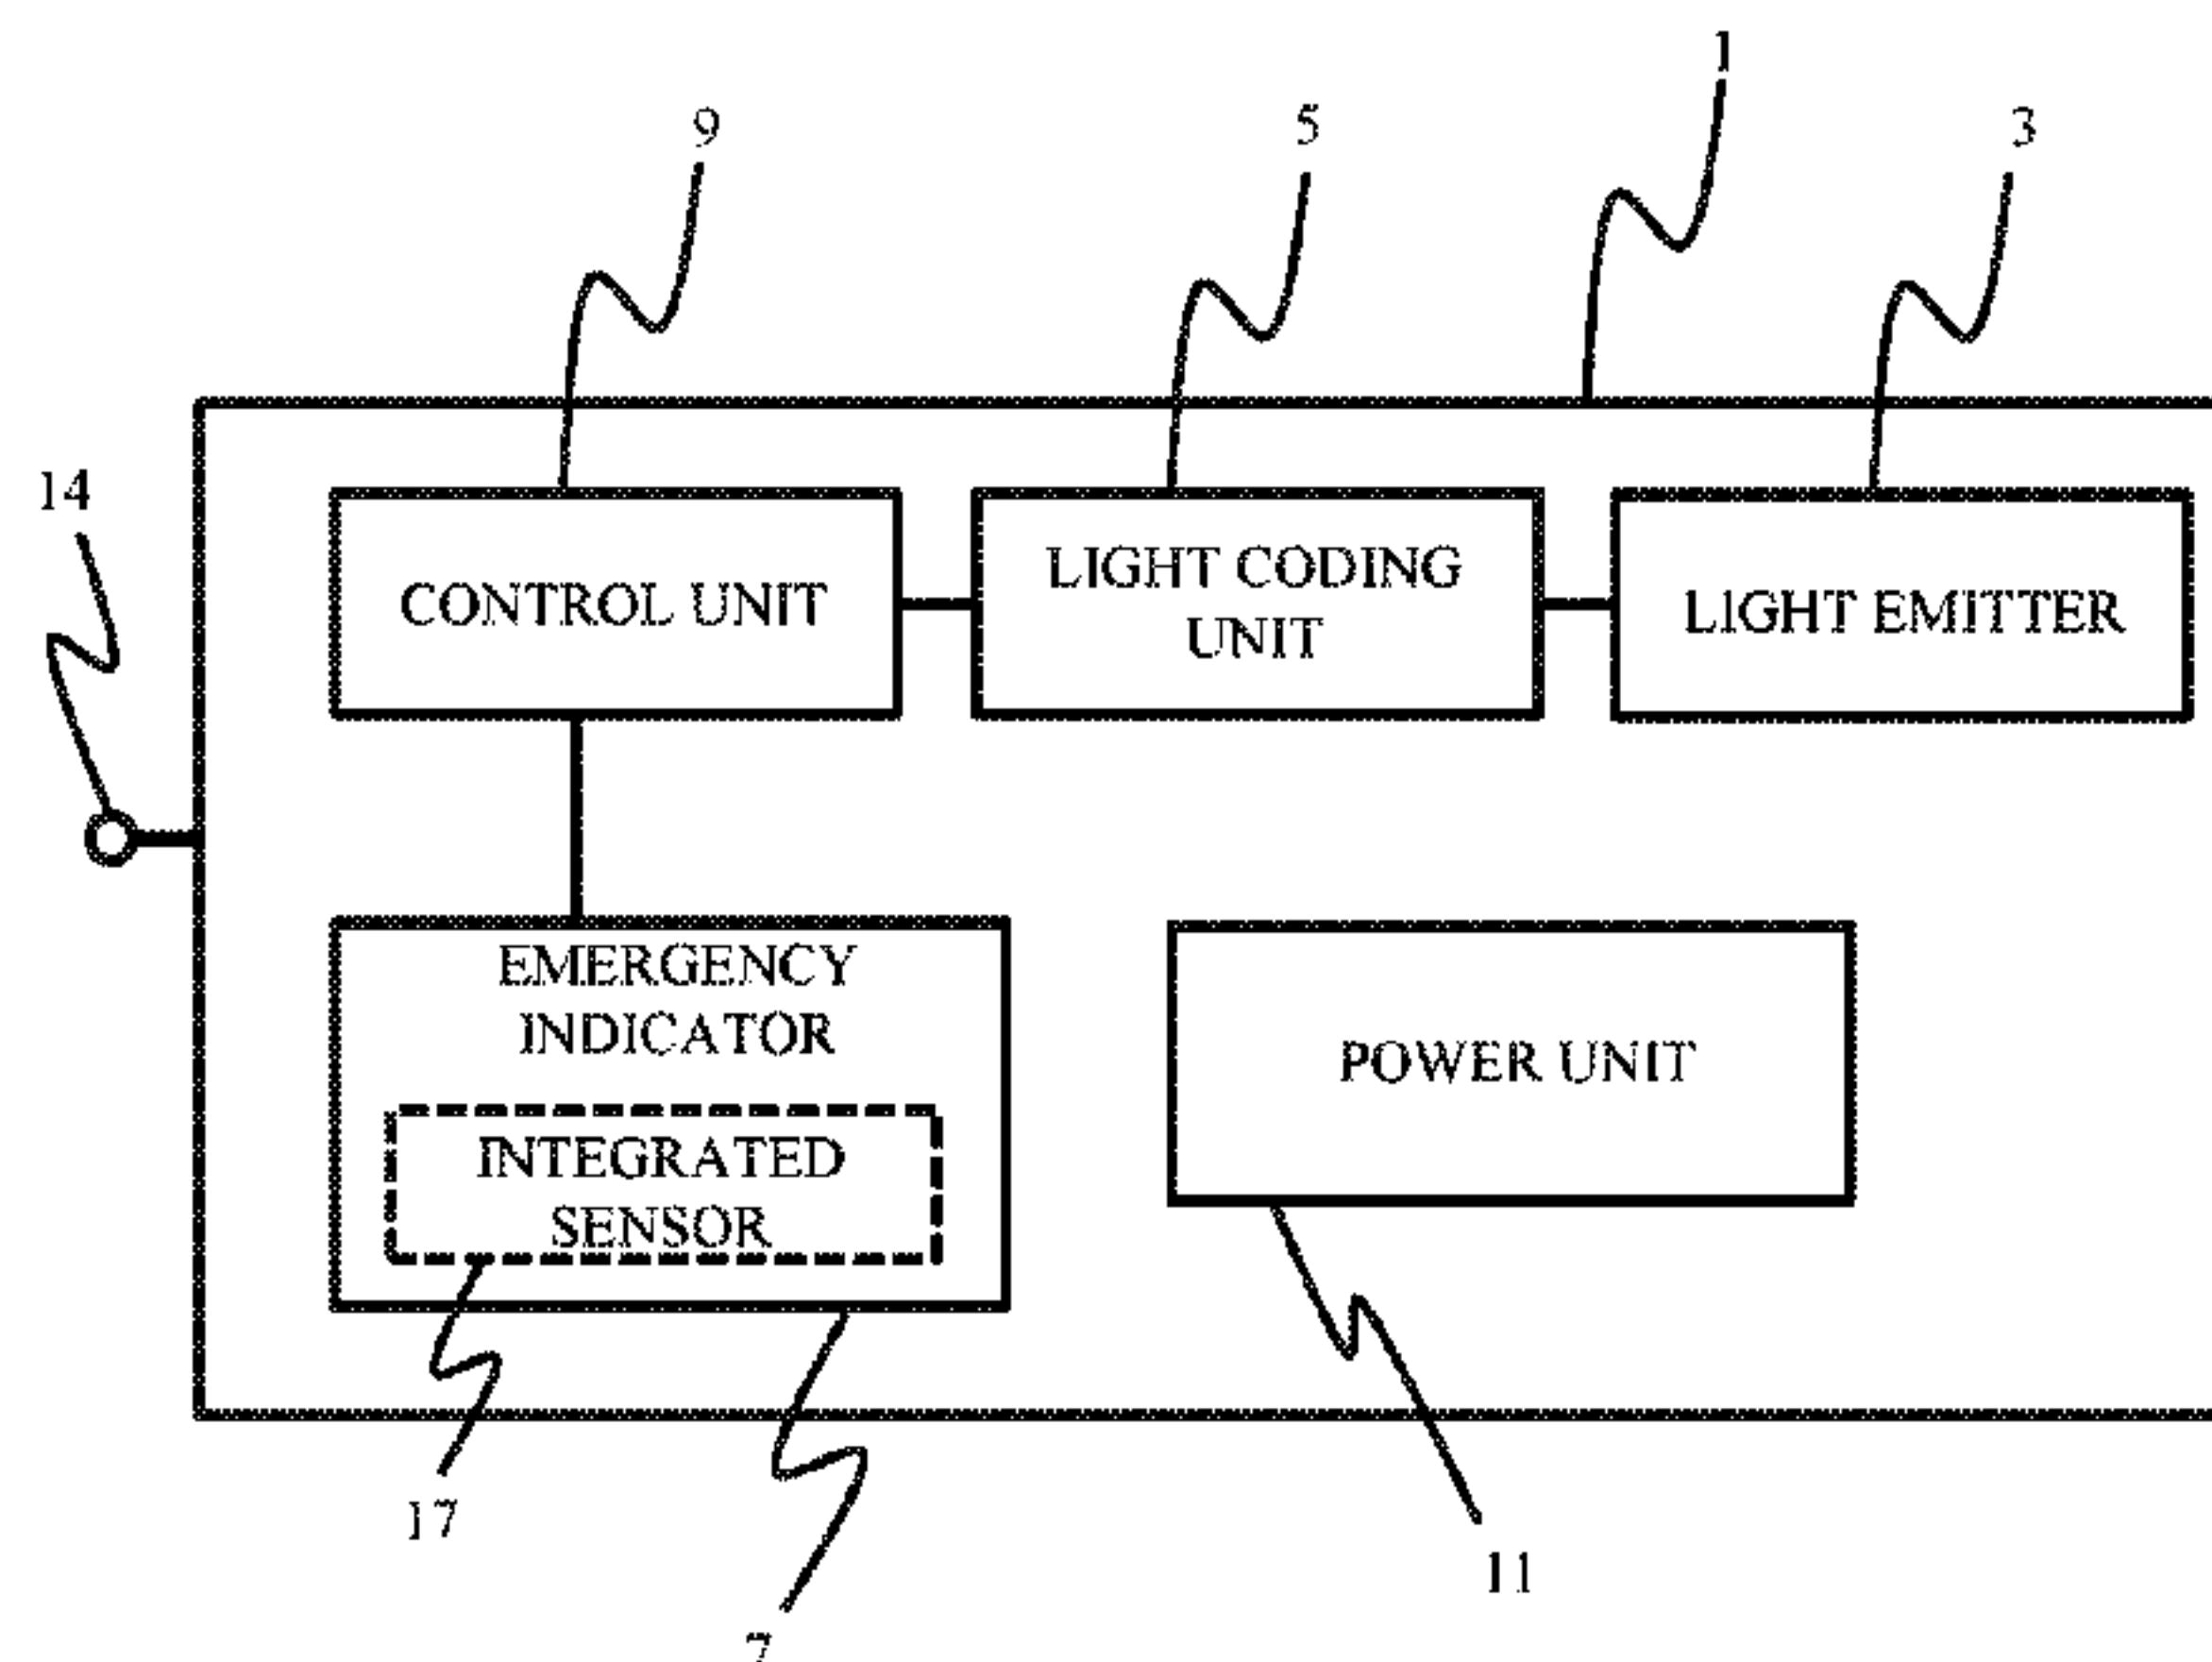 1
9
5
3
14
CONTROL UNIT
LIGHT CODING
UNIT
LIGHT EMITTER
EMERGENCY
INDICATOR
INTEGRATED
SENSOR
POWER UNIT
17
11
7